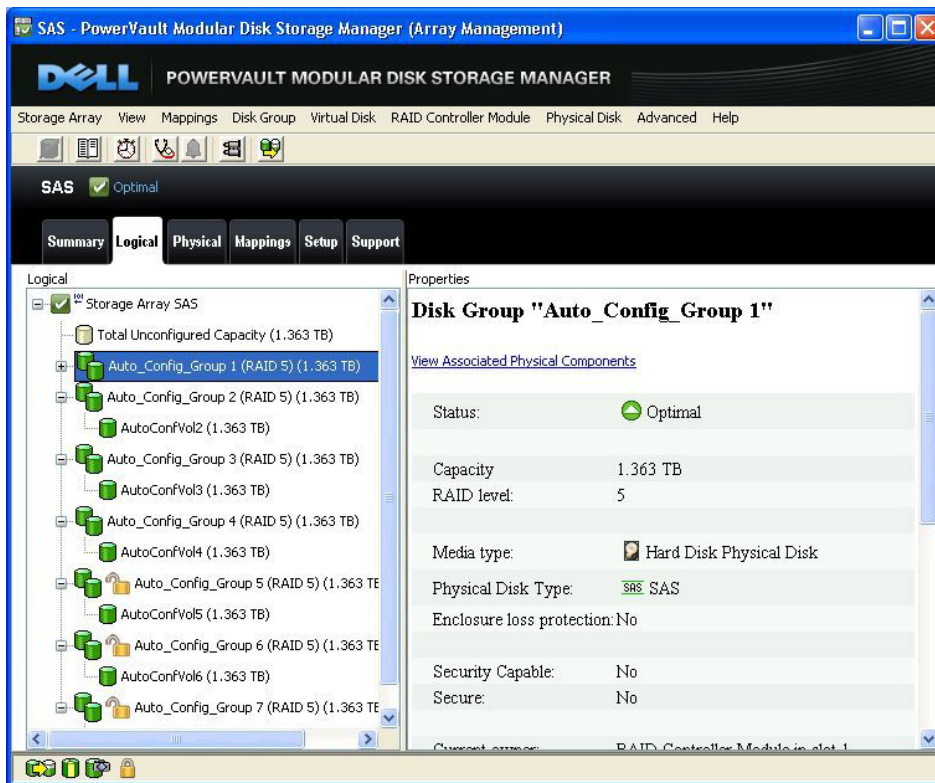 SAS - PowerVault Modular Disk Storage Manager (Array Management)
DELL POWERVAULT MODULAR DISK STORAGE MANAGER
Storage Array View Mappings Disk Group Virtual Disk RAID Controller Module Physical Disk Advanced Help
SAS Optimal
Summary Logical Physical Mappings Setup Support
Logical
Storage Array SAS
Total Unconfigured Capacity (1.363 TB)
Auto_Config_Group 1 (RAID 5) (1.363 TB)
Auto_Config_Group 2 (RAID 5) (1.363 TB)
AutoConfVol2 (1.363 TB)
Auto_Config_Group 3 (RAID 5) (1.363 TB)
AutoConfVol3 (1.363 TB)
Auto_Config_Group 4 (RAID 5) (1.363 TB)
AutoConfVol4 (1.363 TB)
Auto_Config_Group 5 (RAID 5) (1.363 TE
AutoConfVol5 (1.363 TB)
Auto_Config_Group 6 (RAID 5) (1.363 TE
AutoConfVol6 (1.363 TB)
Auto_Config_Group 7 (RAID 5) (1.363 TE
Properties
Disk Group "Auto_Config_Group 1"
View Associated Physical Components
Status: Optimal
Capacity 1.363 TB
RAID level: 5
Media type: Hard Disk Physical Disk
Physical Disk Type: SAS SAS
Enclosure loss protection: No
Security Capable: No
Secure: No
Current owner: RAID Controller Module in slot 1